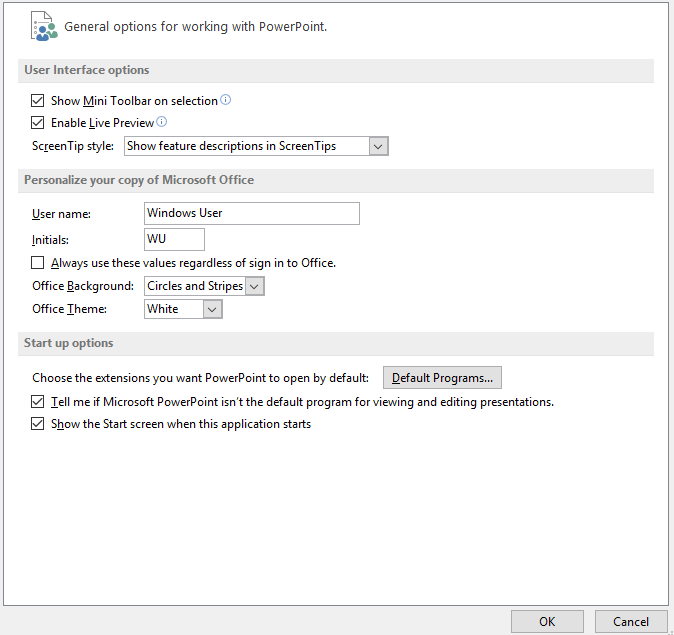 General options for working with PowerPoint.
User Interface options
Show Mini Toolbar on selection
Enable Live Preview
ScreenTip style: Show feature descriptions in ScreenTips
Personalize your copy of Microsoft Office
User name: Windows User
Initials: WU
Always use these values regardless of sign in to Office.
Office Background: Circles and Stripes
Office Theme: White
Start up options
Choose the extensions you want PowerPoint to open by default: Default Programs...
Tell me if Microsoft PowerPoint isn't the default program for viewing and editing presentations.
Show the Start screen when this application starts
OK Cancel